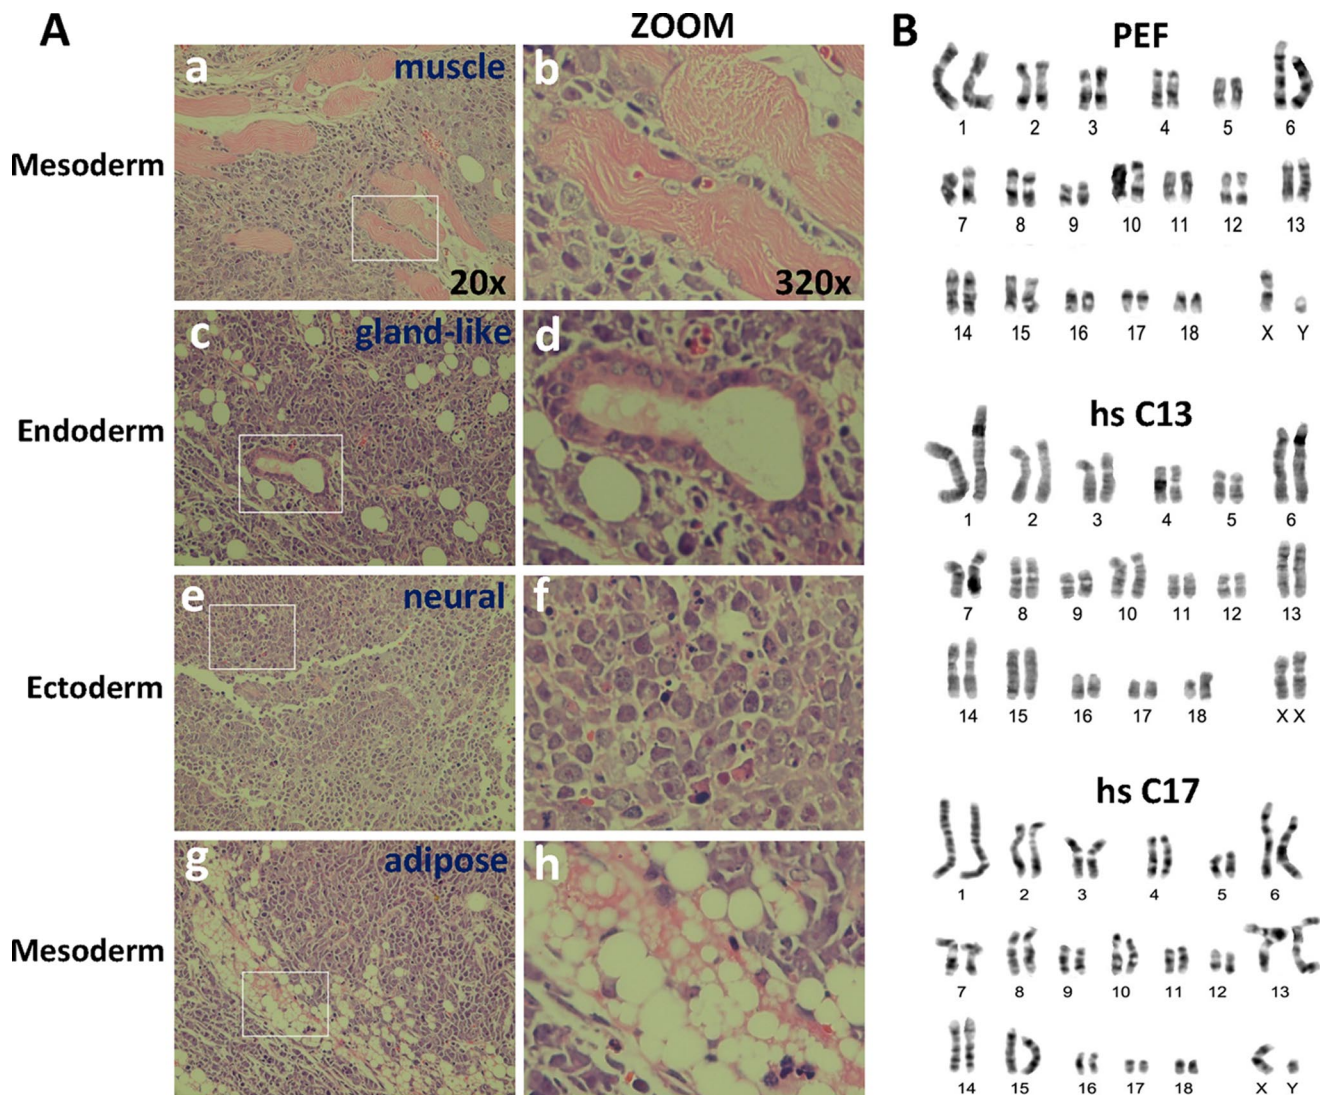 A
ZOOM
Mesoderm
a
muscle
20x
b
320x
Endoderm
c
gland-like
d
Ectoderm
e
neural
f
Mesoderm
g
adipose
h
B
PEF
1 2 3 4 5 6
7 8 9 10 11 12 13
14 15 16 17 18 X Y
hs C13
1 2 3 4 5 6
7 8 9 10 11 12 13
14 15 16 17 18 X X
hs C17
1 2 3 4 5 6
7 8 9 10 11 12 13
14 15 16 17 18 X Y